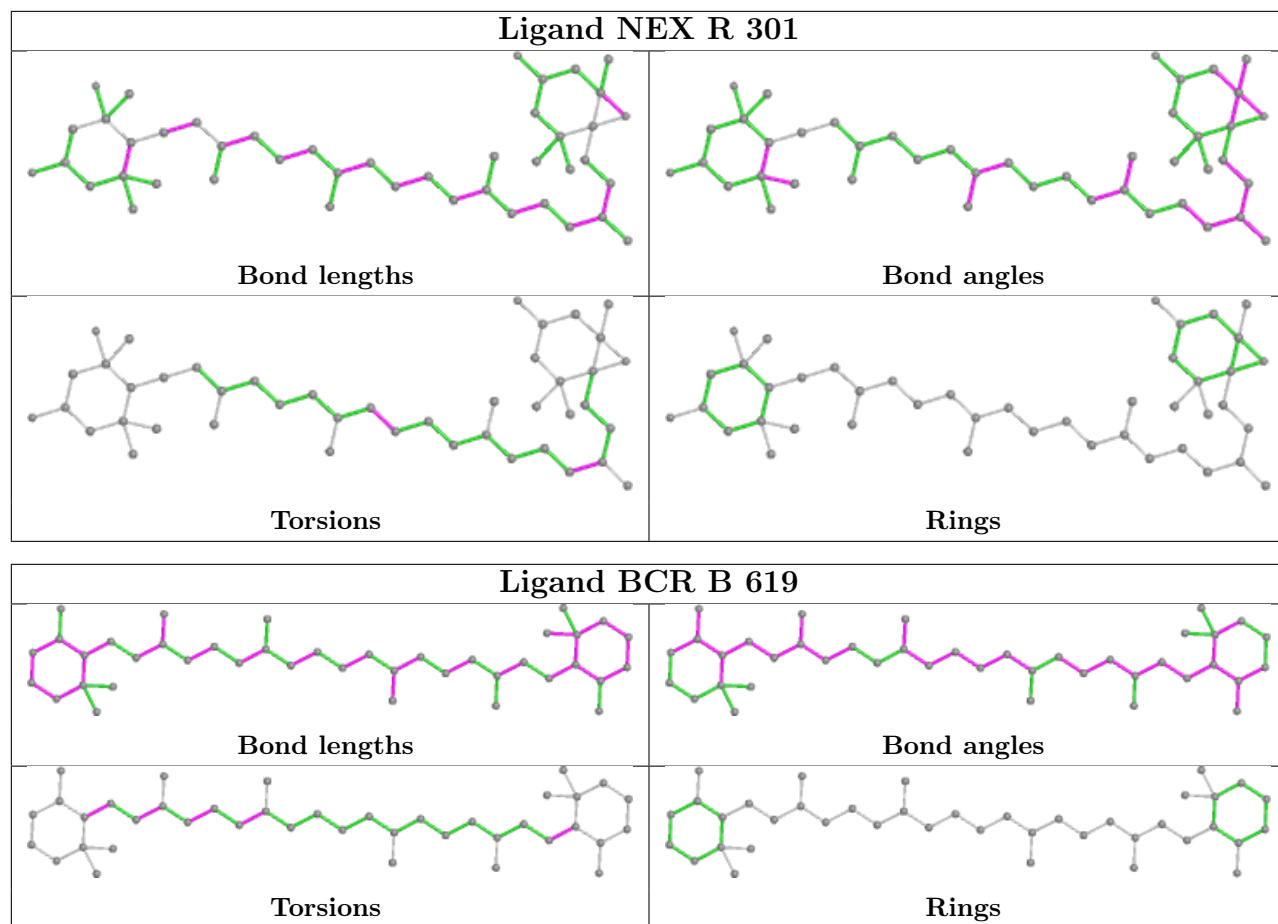 Ligand NEX R 301
Bond lengths
Bond angles
Torsions
Rings
Ligand BCR B 619
Bond lengths
Bond angles
Torsions
Rings